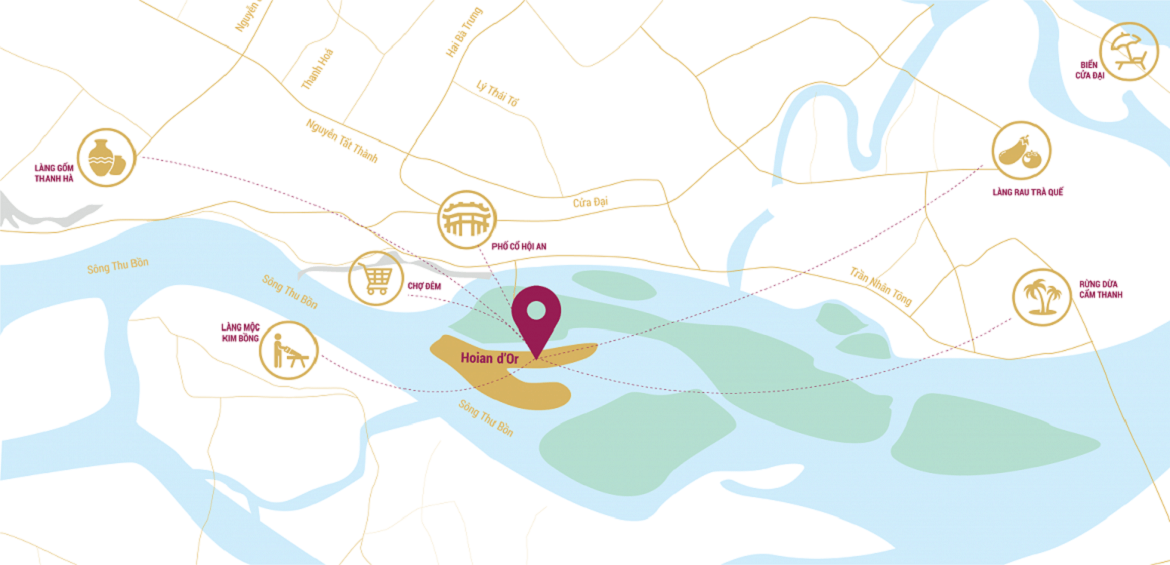 Nguyễn
Thanh Hoá
Hai Bà Trưng
Lý Thái Tổ
Nguyễn Tất Thành
BIỂN
CỬA ĐẠI
LÀNG GỐM
THANH HÀ
LÀNG RAU TRÀ QUẾ
Cửa Đại
PHỐ CỔ HỘI AN
Sông Thu Bồn
Sông Thu Bồn
CHỢ ĐÊM
Trần Nhân Tông
RỪNG DỪA
CẨM THANH
LÀNG MỘC
KIM BỒNG
Hoian d'Or
Sông Thu Bồn